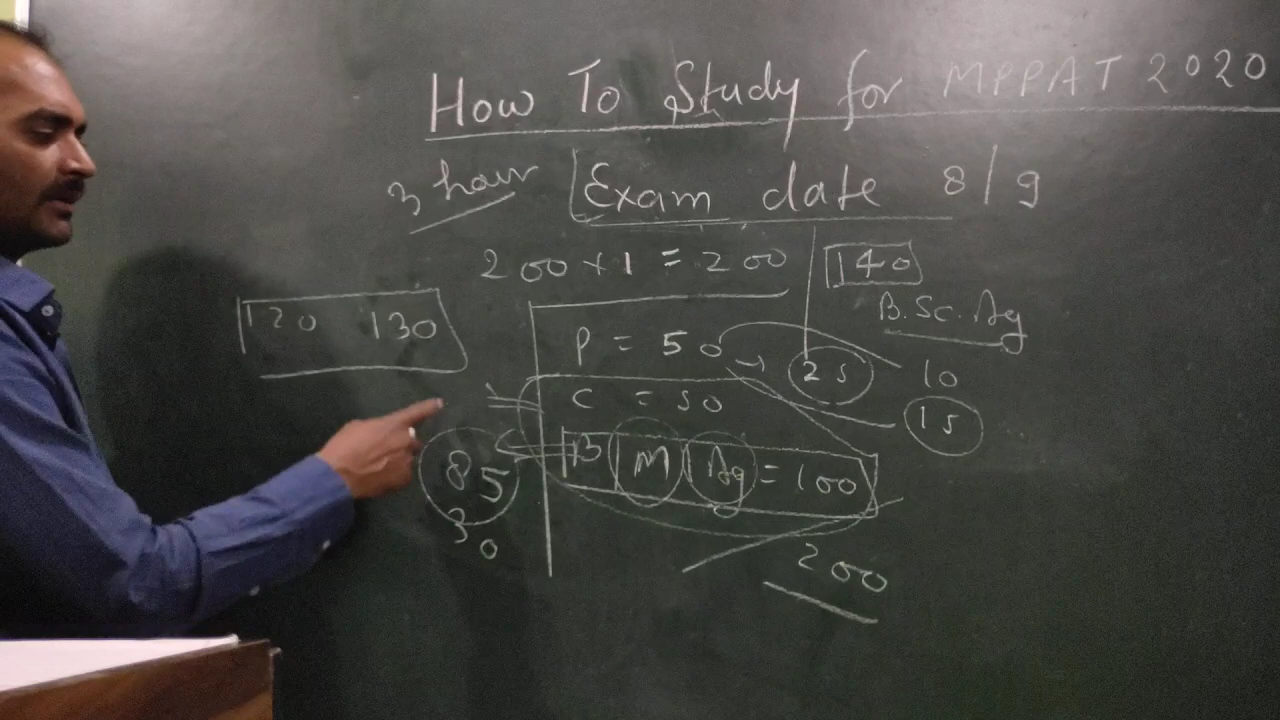 How To Study for MPPAT 2020
3 hour Exam date 8/9
200 × 1 = 200 140
B.Sc. Ag
120 130
P = 50 → 25 10
C = 50 15
B M Ag = 100
85
30
200